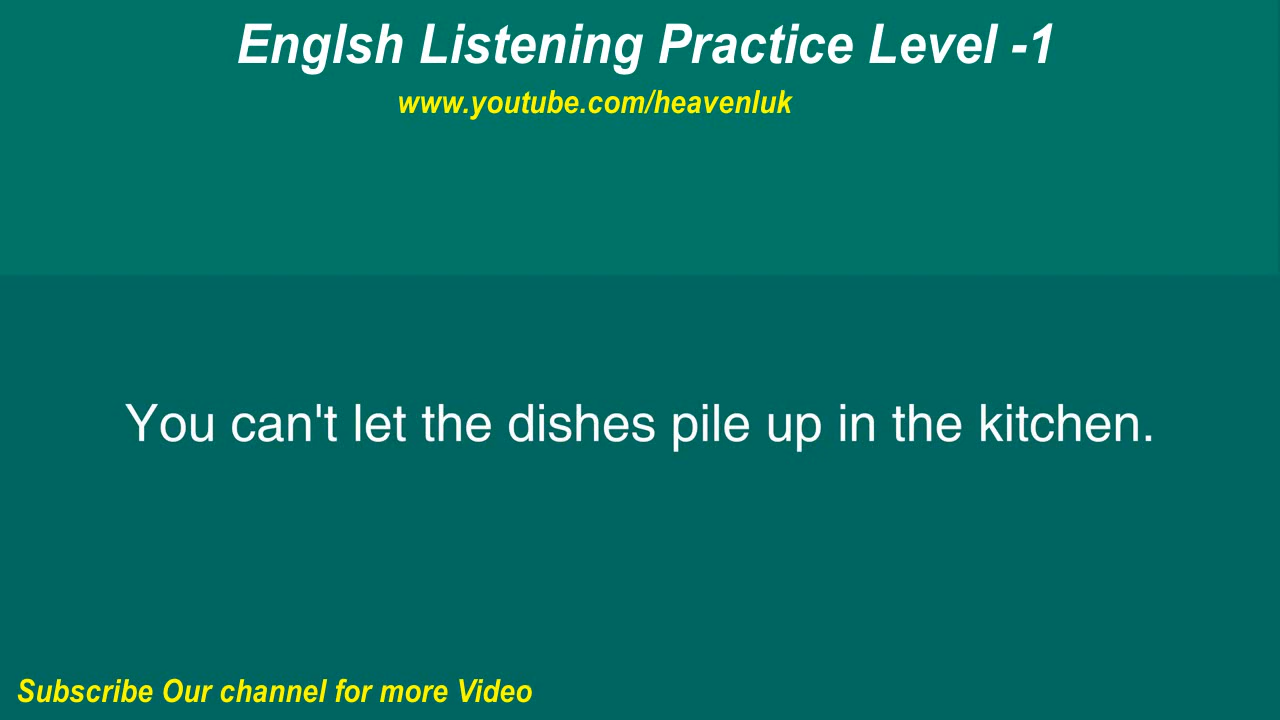 Englsh Listening Practice Level -1
www.youtube.com/heavenluk
You can't let the dishes pile up in the kitchen.
Subscribe Our channel for more Video